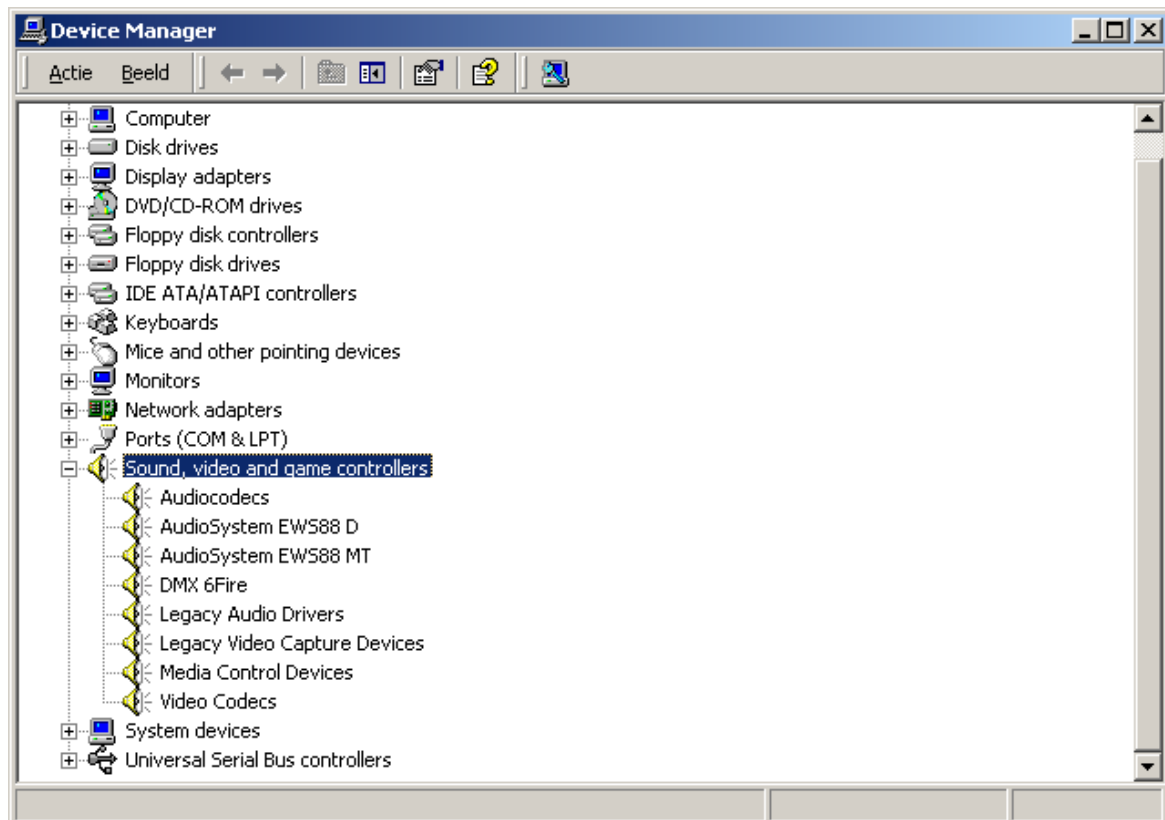 Device Manager
Actie Beeld
Computer
Disk drives
Display adapters
DVD/CD-ROM drives
Floppy disk controllers
Floppy disk drives
IDE ATA/ATAPI controllers
Keyboards
Mice and other pointing devices
Monitors
Network adapters
Ports (COM & LPT)
Sound, video and game controllers
Audiocodecs
AudioSystem EWS88 D
AudioSystem EWS88 MT
DMX 6Fire
Legacy Audio Drivers
Legacy Video Capture Devices
Media Control Devices
Video Codecs
System devices
Universal Serial Bus controllers